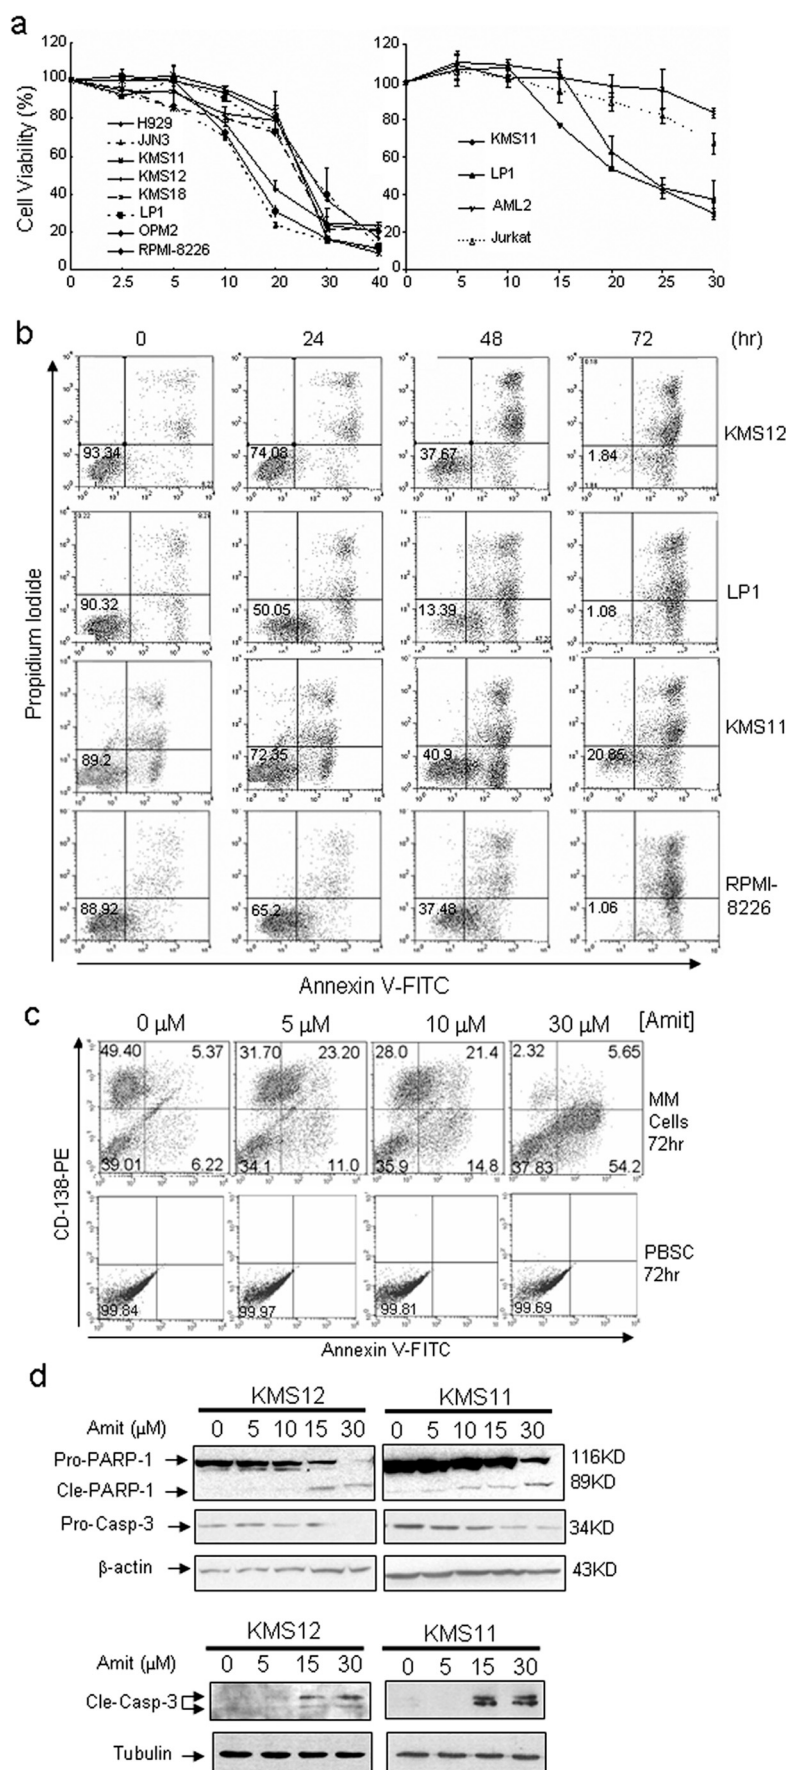 a
Cell Viability (%)
120
100
80
60
40
20
0
H929
JJN3
KMS11
KMS12
KMS18
LP1
OPM2
RPMI-8226
0 2.5 5 10 20 30 40
120
100
80
60
40
20
0
KMS11
LP1
AML2
Jurkat
0 5 10 15 20 25 30
b
0 24 48 72 (hr)
Propidium Iodide
93.34 74.08 37.67 1.84 KMS12
90.32 50.05 13.39 1.08 LP1
89.2 72.35 40.9 20.85 KMS11
88.92 65.2 37.48 1.06 RPMI-
8226
Annexin V-FITC
c
0 µM 5 µM 10 µM 30 µM [Amit]
CD-138-PE
49.40 5.37 31.70 23.20 28.0 21.4 2.32 5.65
MM
Cells
72hr
39.01 6.22 34.1 11.0 35.9 14.8 37.83 54.2
PBSC
72hr
99.84 99.97 99.81 99.69
Annexin V-FITC
d
KMS12 KMS11
Amit (µM) 0 5 10 15 30 0 5 10 15 30
Pro-PARP-1 116KD
Cle-PARP-1 89KD
Pro-Casp-3 34KD
β-actin 43KD
KMS12 KMS11
Amit (µM) 0 5 15 30 0 5 15 30
Cle-Casp-3
Tubulin